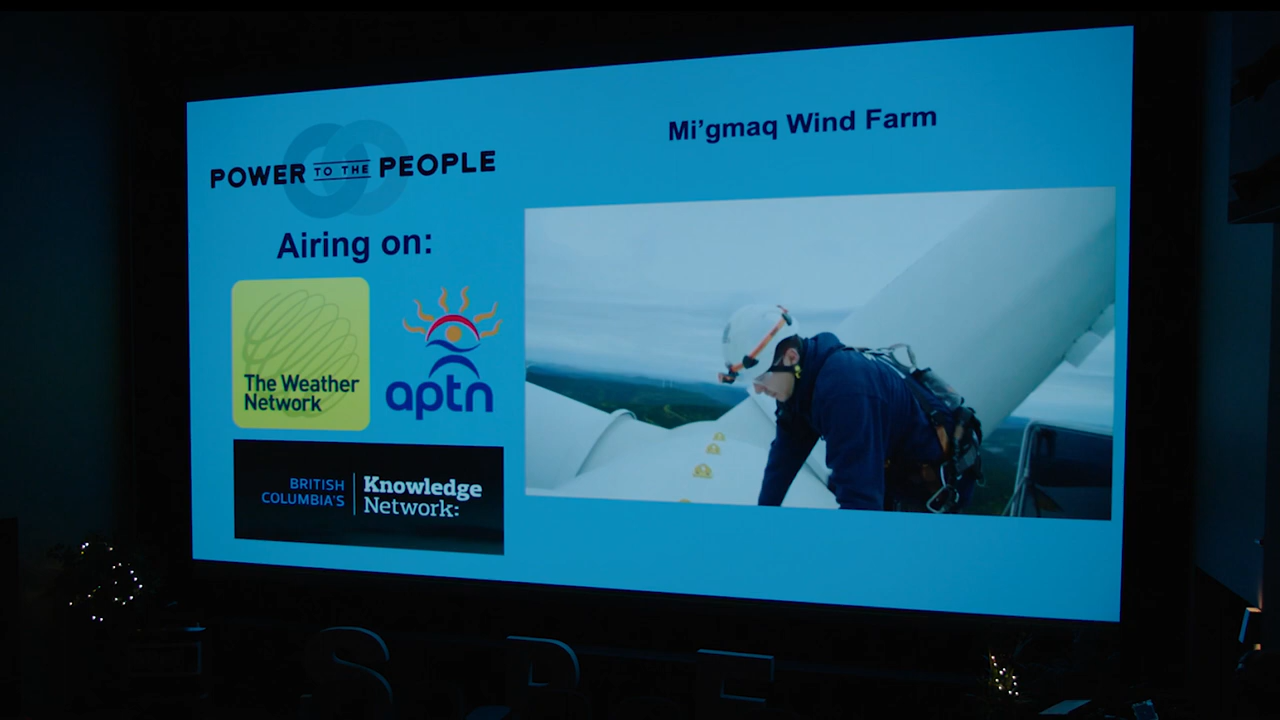 POWER TO THE PEOPLE
Mi'gmaq Wind Farm
Airing on:
The Weather
Network
aptn
BRITISH
COLUMBIA'S
Knowledge
Network: